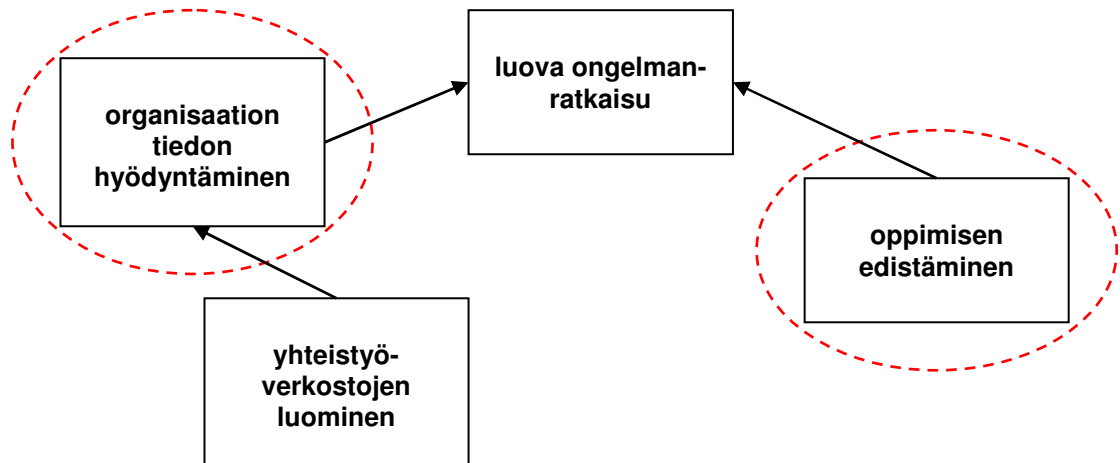 luova ongelman-
ratkaisu
organisaation
tiedon
hyödyntäminen
oppimisen
edistäminen
yhteistyö-
verkostojen
luominen